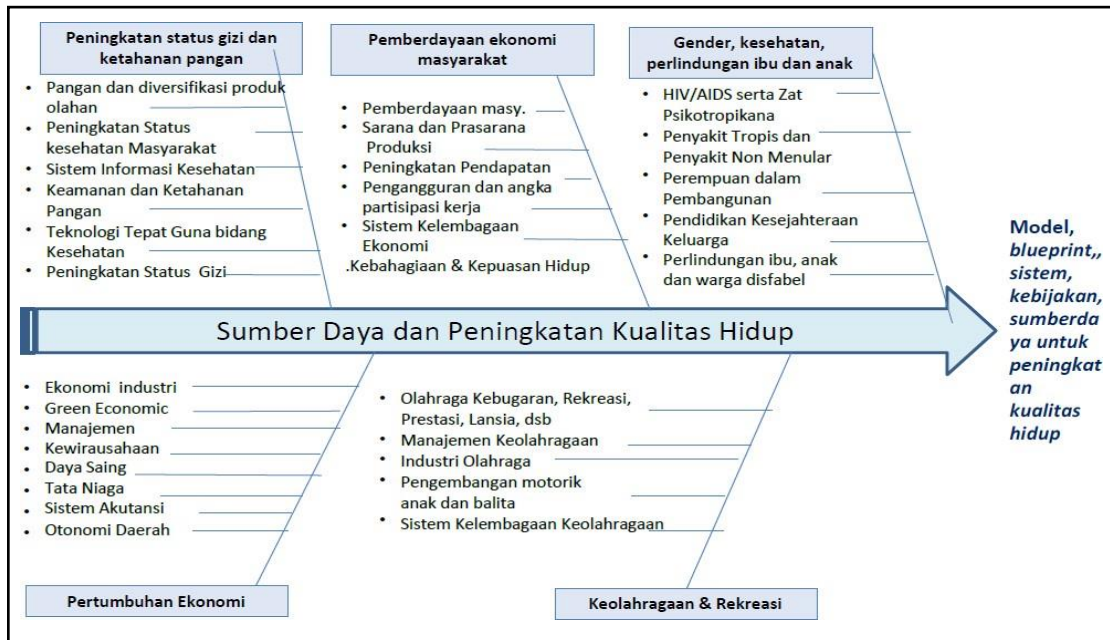 Peningkatan status gizi dan
ketahanan pangan
• Pangan dan diversifikasi produk
olahan
• Peningkatan Status
kesehatan Masyarakat
• Sistem Informasi Kesehatan
• Keamanan dan Ketahanan
Pangan
• Teknologi Tepat Guna bidang
Kesehatan
• Peningkatan Status Gizi
Pemberdayaan ekonomi
masyarakat
• Pemberdayaan masy.
• Sarana dan Prasarana
Produksi
• Peningkatan Pendapatan
• Pengangguran dan angka
partisipasi kerja
• Sistem Kelembagaan
Ekonomi
.Kebahagiaan & Kepuasan Hidup
Gender, kesehatan,
perlindungan ibu dan anak
• HIV/AIDS serta Zat
Psikotropikana
• Penyakit Tropis dan
Penyakit Non Menular
• Perempuan dalam
Pembangunan
• Pendidikan Kesejahteraan
Keluarga
• Perlindungan ibu, anak
dan warga disfabel
Sumber Daya dan Peningkatan Kualitas Hidup
Model,
blueprint,,
sistem,
kebijakan,
sumberda
ya untuk
peningkat
an
kualitas
hidup
• Ekonomi industri
• Green Economic
• Manajemen
• Kewirausahaan
• Daya Saing
• Tata Niaga
• Sistem Akutansi
• Otonomi Daerah
Pertumbuhan Ekonomi
• Olahraga Kebugaran, Rekreasi,
Prestasi, Lansia, dsb
• Manajemen Keolahragaan
• Industri Olahraga
• Pengembangan motorik
anak dan balita
• Sistem Kelembagaan Keolahragaan
Keolahragaan & Rekreasi